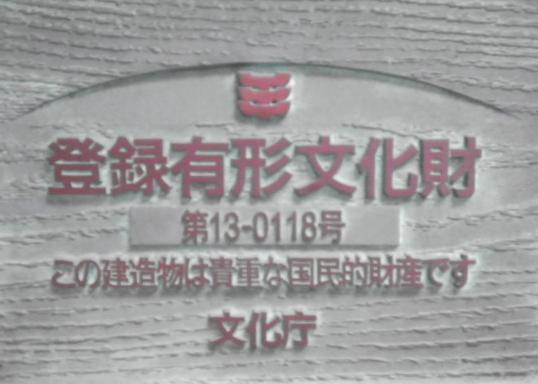 登録有形文化財
第13-0118号
この建造物は貴重な国民的財産です
文化庁